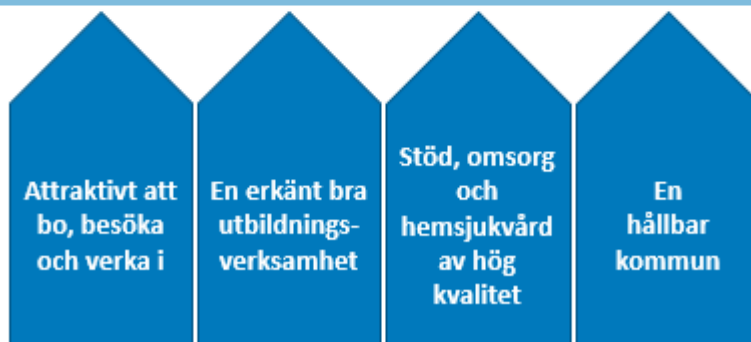 Attraktivt att
bo, besöka
och verka i
En erkänt bra
utbildnings-
verksamhet
Stöd, omsorg
och
hemsjukvård
av hög
kvalitet
En
hållbar
kommun